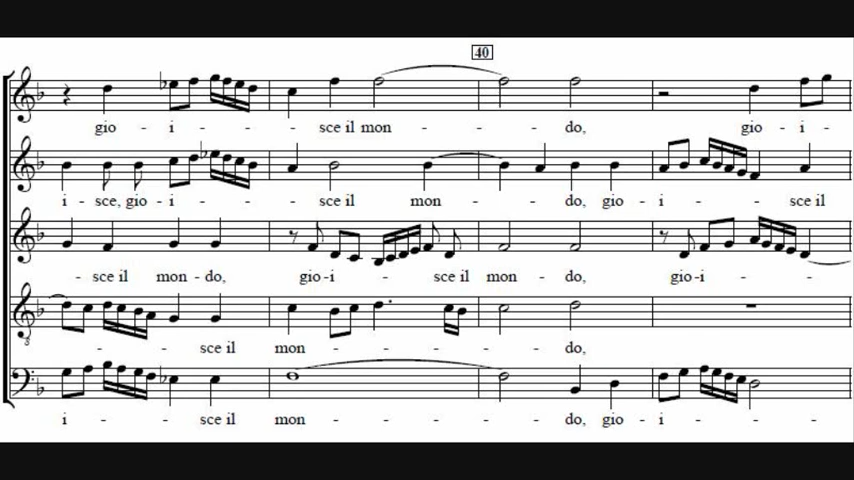 40
gio - i - - - sce il mon - - - do, gio - i -
i - sce, gio - i - - - sce il mon - - do, gio - i - - - sce il
- sce il mon - do, gio - i - - - sce il mon - do, gio - i - - -
8
- - sce il mon - - - - - do,
i - - - sce il mon - - - - - do, gio - i - - - -